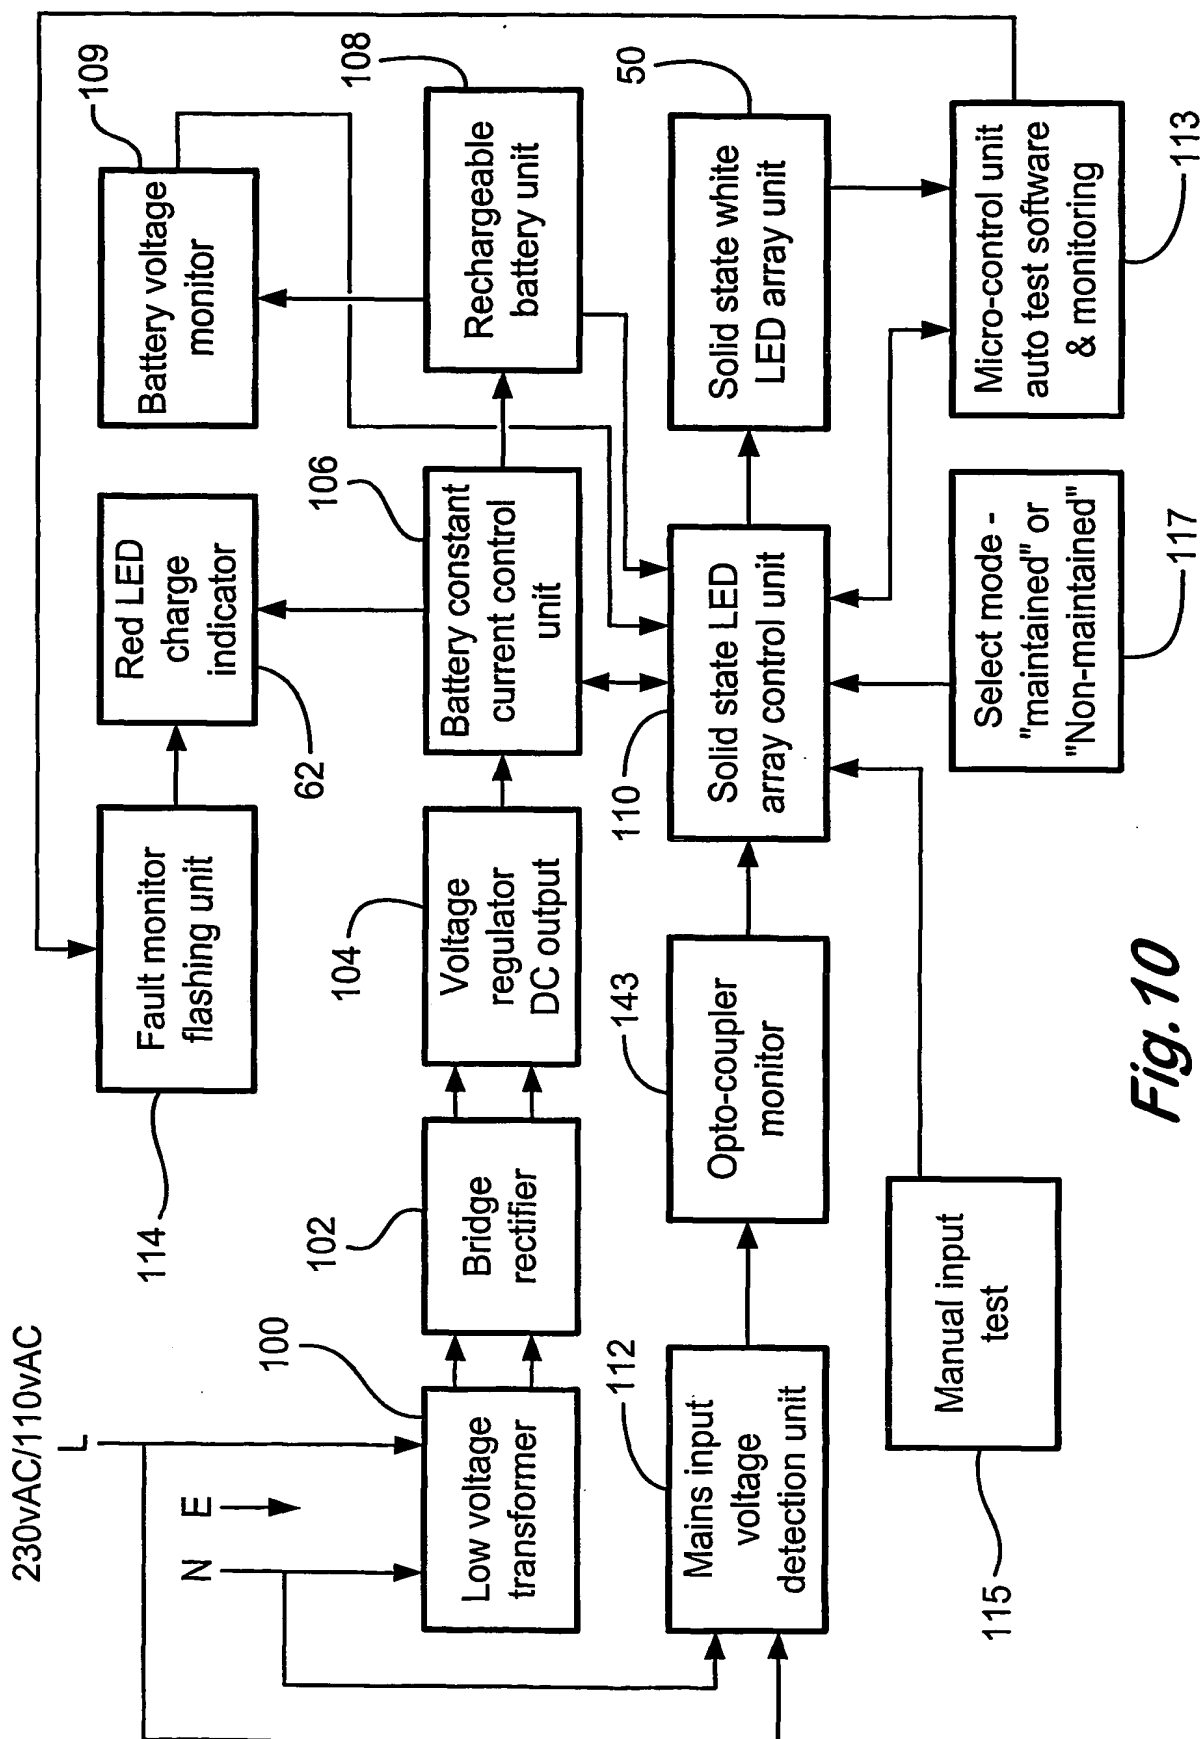 230vAC/110vAC
L
E
N
Low voltage
transformer
100
Bridge
rectifier
102
Voltage
regulator
DC output
104
Battery constant
current control
unit
106
Rechargeable
battery unit
108
Fault monitor
flashing unit
114
Red LED
charge
indicator
62
Battery voltage
monitor
109
Mains input
voltage
detection unit
112
Opto-coupler
monitor
143
Solid state LED
array control unit
110
Solid state white
LED array unit
50
Manual input
test
115
Select mode -
"maintained" or
"Non-maintained"
117
Micro-control unit
auto test software
& monitoring
113
Fig. 10